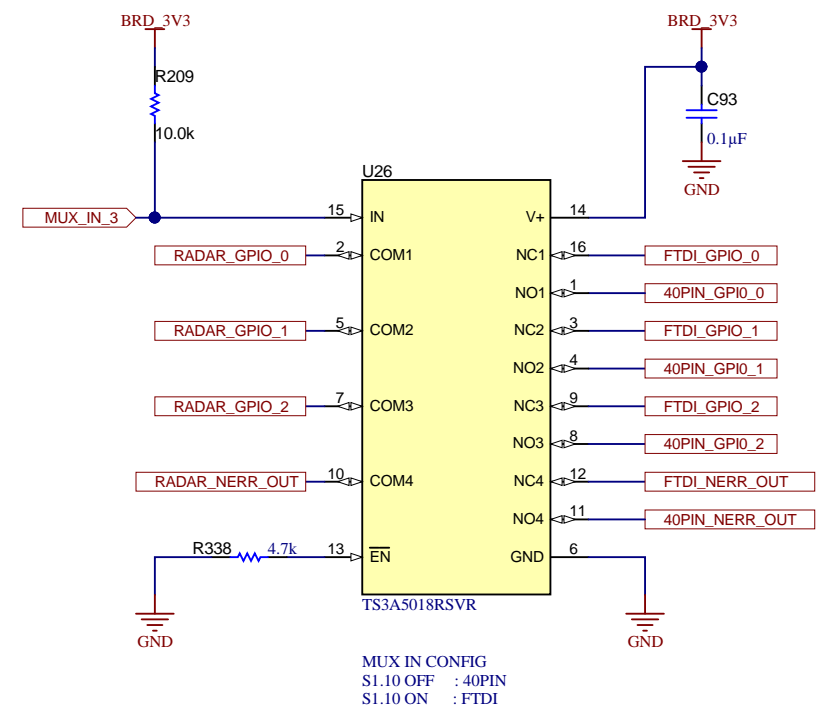 BRD_3V3 BRD_3V3
R209
C93
10.0k 0.1µF
U26 GND
MUX_IN_3 15 IN V+ 14
RADAR_GPIO_0 2 COM1 NC1 16 FTDI_GPIO_0
NO1 1 40PIN_GPI0_0
RADAR_GPIO_1 5 COM2 NC2 3 FTDI_GPIO_1
NO2 4 40PIN_GPI0_1
RADAR_GPIO_2 7 COM3 NC3 9 FTDI_GPIO_2
NO3 8 40PIN_GPI0_2
RADAR_NERR_OUT 10 COM4 NC4 12 FTDI_NERR_OUT
NO4 11 40PIN_NERR_OUT
R338 4.7k 13 EN GND 6
TS3A5018RSVR
GND GND
MUX IN CONFIG
S1.10 OFF : 40PIN
S1.10 ON : FTDI